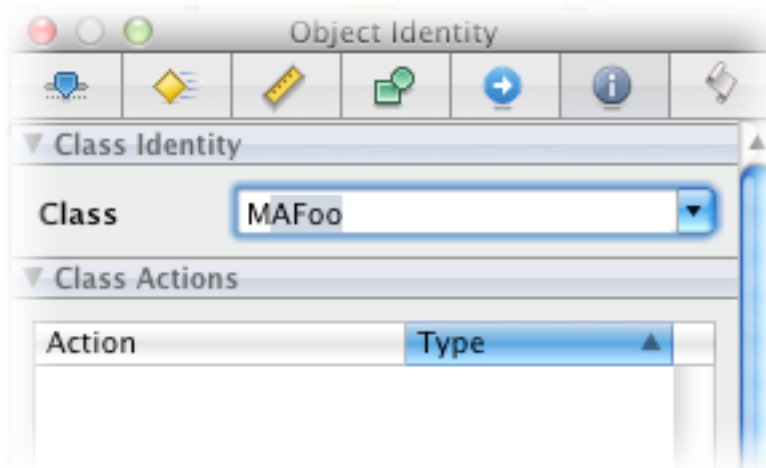 Object Identity
Class Identity
Class MAFoo
Class Actions
Action Type